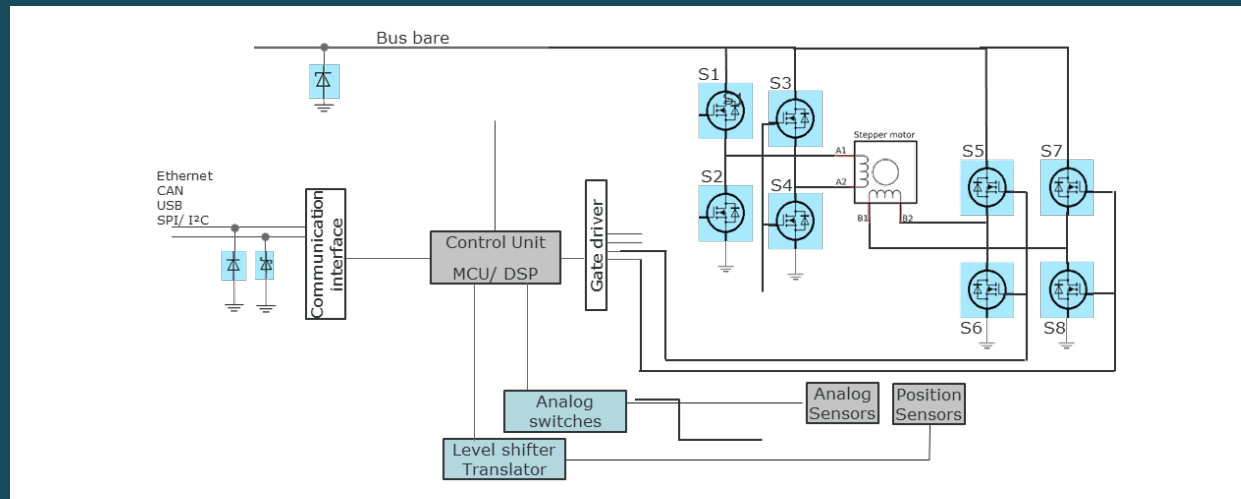 Bus bare
S1
S3
Stepper motor
A1
A2
B1
B2
S2
S4
S5
S7
S6
S8
Ethernet
CAN
USB
SPI/ I²C
Communication
interface
Control Unit
MCU/ DSP
Gate driver
Analog
switches
Level shifter
Translator
Analog
Sensors
Position
Sensors